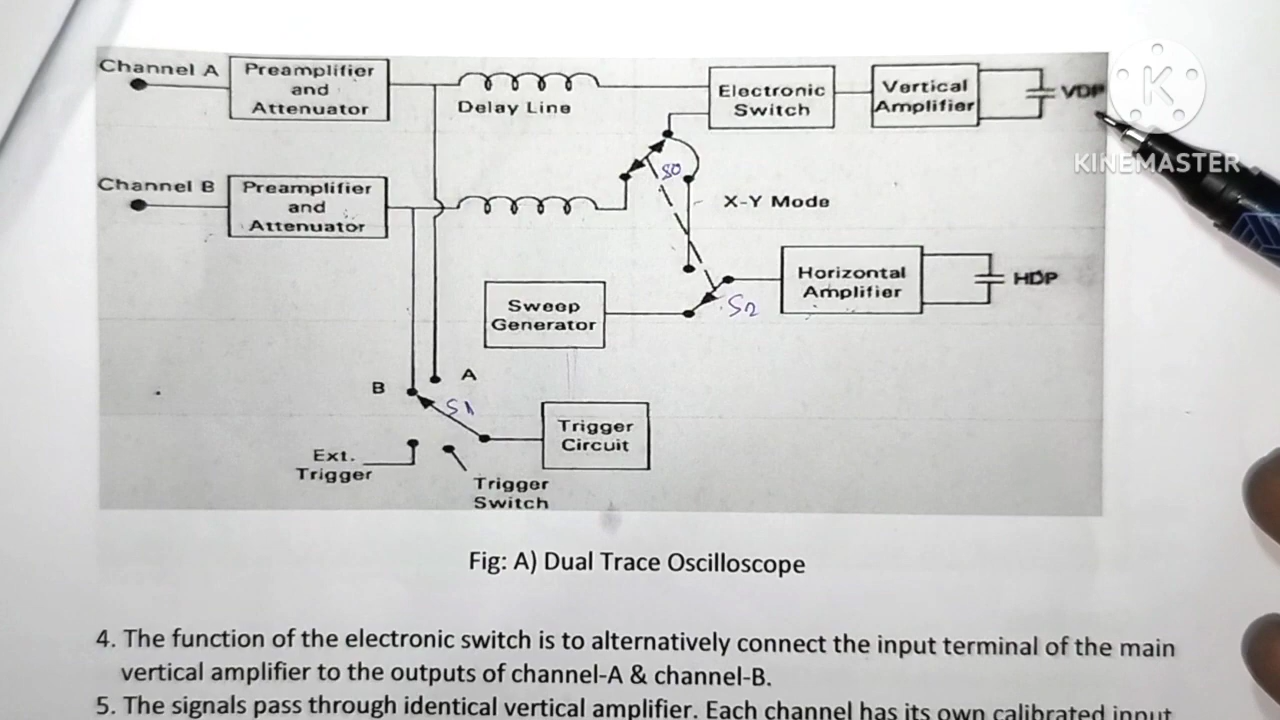 Channel A
Preamplifier
and
Attenuator
Delay Line
Electronic
Switch
Vertical
Amplifier
VDP
K
KINEMASTER
Channel B
Preamplifier
and
Attenuator
S0
X-Y Mode
Horizontal
Amplifier
HDP
Sweep
Generator
S2
B
A
S1
Trigger
Circuit
Ext.
Trigger
Trigger
Switch
Fig: A) Dual Trace Oscilloscope
4. The function of the electronic switch is to alternatively connect the input terminal of the main
vertical amplifier to the outputs of channel-A & channel-B.
5. The signals pass through identical vertical amplifier. Each channel has its own calibrated input